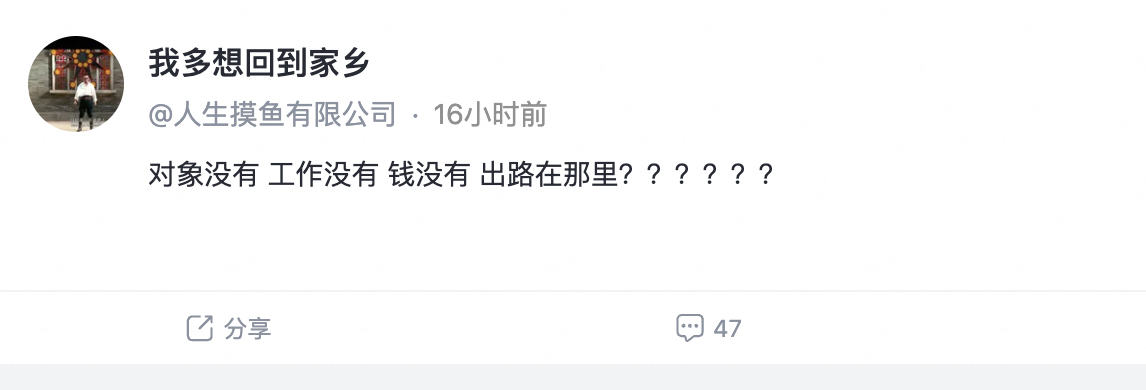 我多想回到家乡
@人生摸鱼有限公司 · 16小时前
对象没有 工作没有 钱没有 出路在那里？？？？？？
分享
47